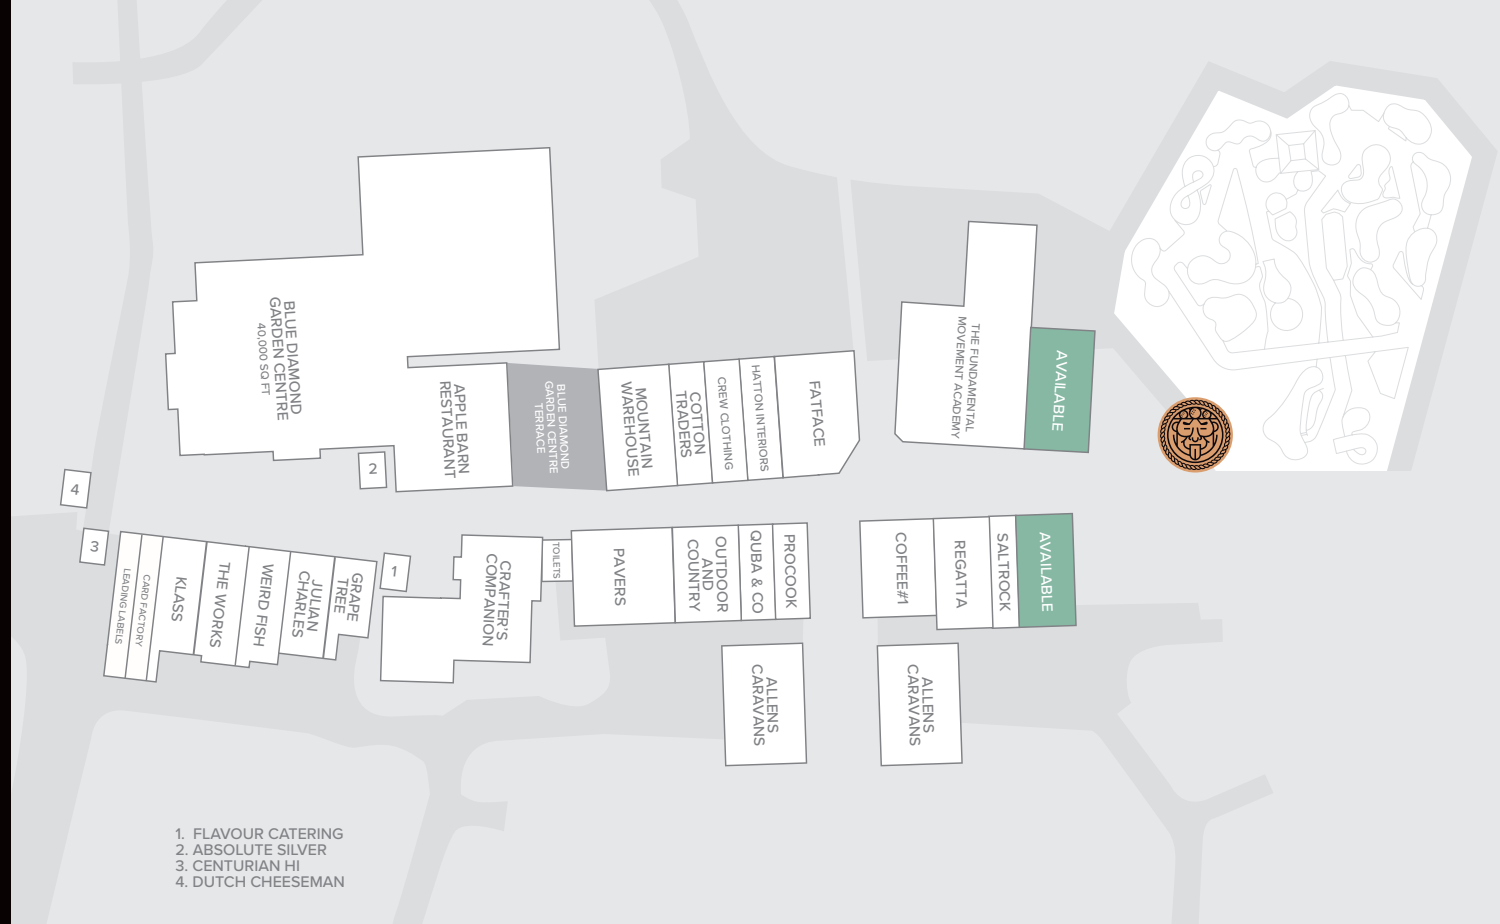 BLUE DIAMOND
GARDEN CENTRE
40,000 SQ FT
APPLE BARN
RESTAURANT
BLUE DIAMOND
GARDEN CENTRE
TERRACE
MOUNTAIN
WAREHOUSE
COTTON
TRADERS
CREW CLOTHING
HATTON INTERIORS
FATFACE
THE FUNDAMENTAL
MOVEMENT ACADEMY
AVAILABLE
2
4
3
1
LEADING LABELS
CARD FACTORY
KLASS
THE WORKS
WEIRD FISH
JULIAN
CHARLES
GRAPE
TREE
CRAFTER'S
COMPANION
TOILETS
PAVERS
OUTDOOR
AND
COUNTRY
QUBA & CO
PROCOOK
COFFEE#1
REGATTA
SALTROCK
AVAILABLE
ALLENS
CARAVANS
ALLENS
CARAVANS
1. FLAVOUR CATERING
2. ABSOLUTE SILVER
3. CENTURIAN HI
4. DUTCH CHEESEMAN